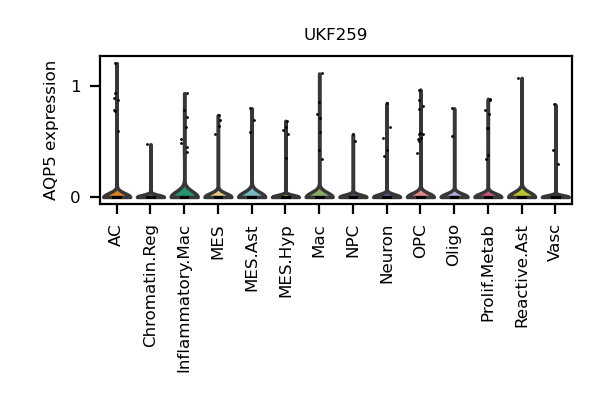 UKF259
AQP5 expression
1
0
AC
Chromatin.Reg
Inflammatory.Mac
MES
MES.Ast
MES.Hyp
Mac
NPC
Neuron
OPC
Oligo
Prolif.Metab
Reactive.Ast
Vasc